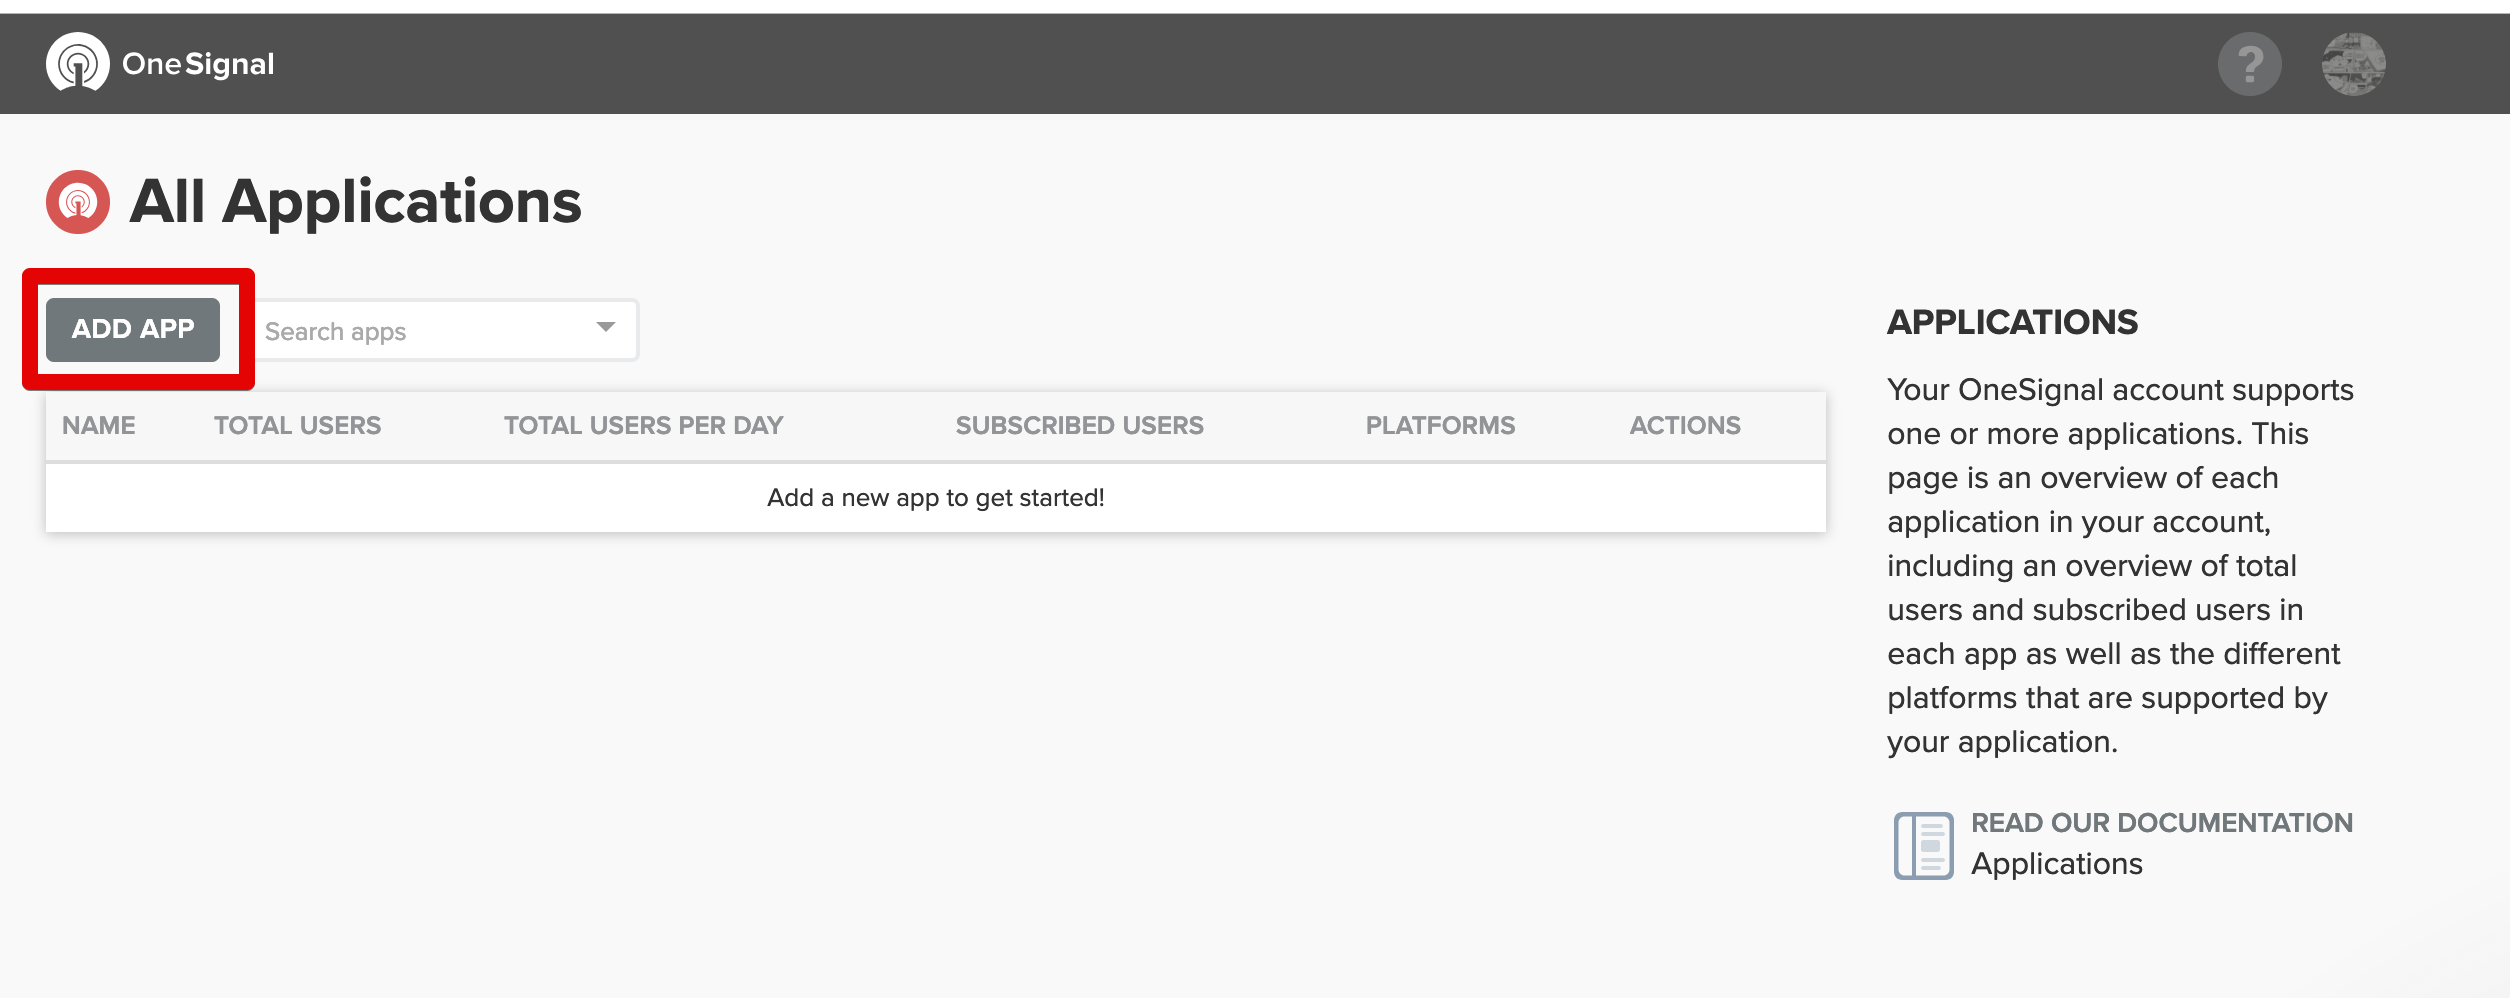 OneSignal
?
All Applications
ADD APP
Search apps
NAME TOTAL USERS TOTAL USERS PER DAY SUBSCRIBED USERS PLATFORMS ACTIONS
Add a new app to get started!
APPLICATIONS
Your OneSignal account supports
one or more applications. This
page is an overview of each
application in your account,
including an overview of total
users and subscribed users in
each app as well as the different
platforms that are supported by
your application.
READ OUR DOCUMENTATION
Applications